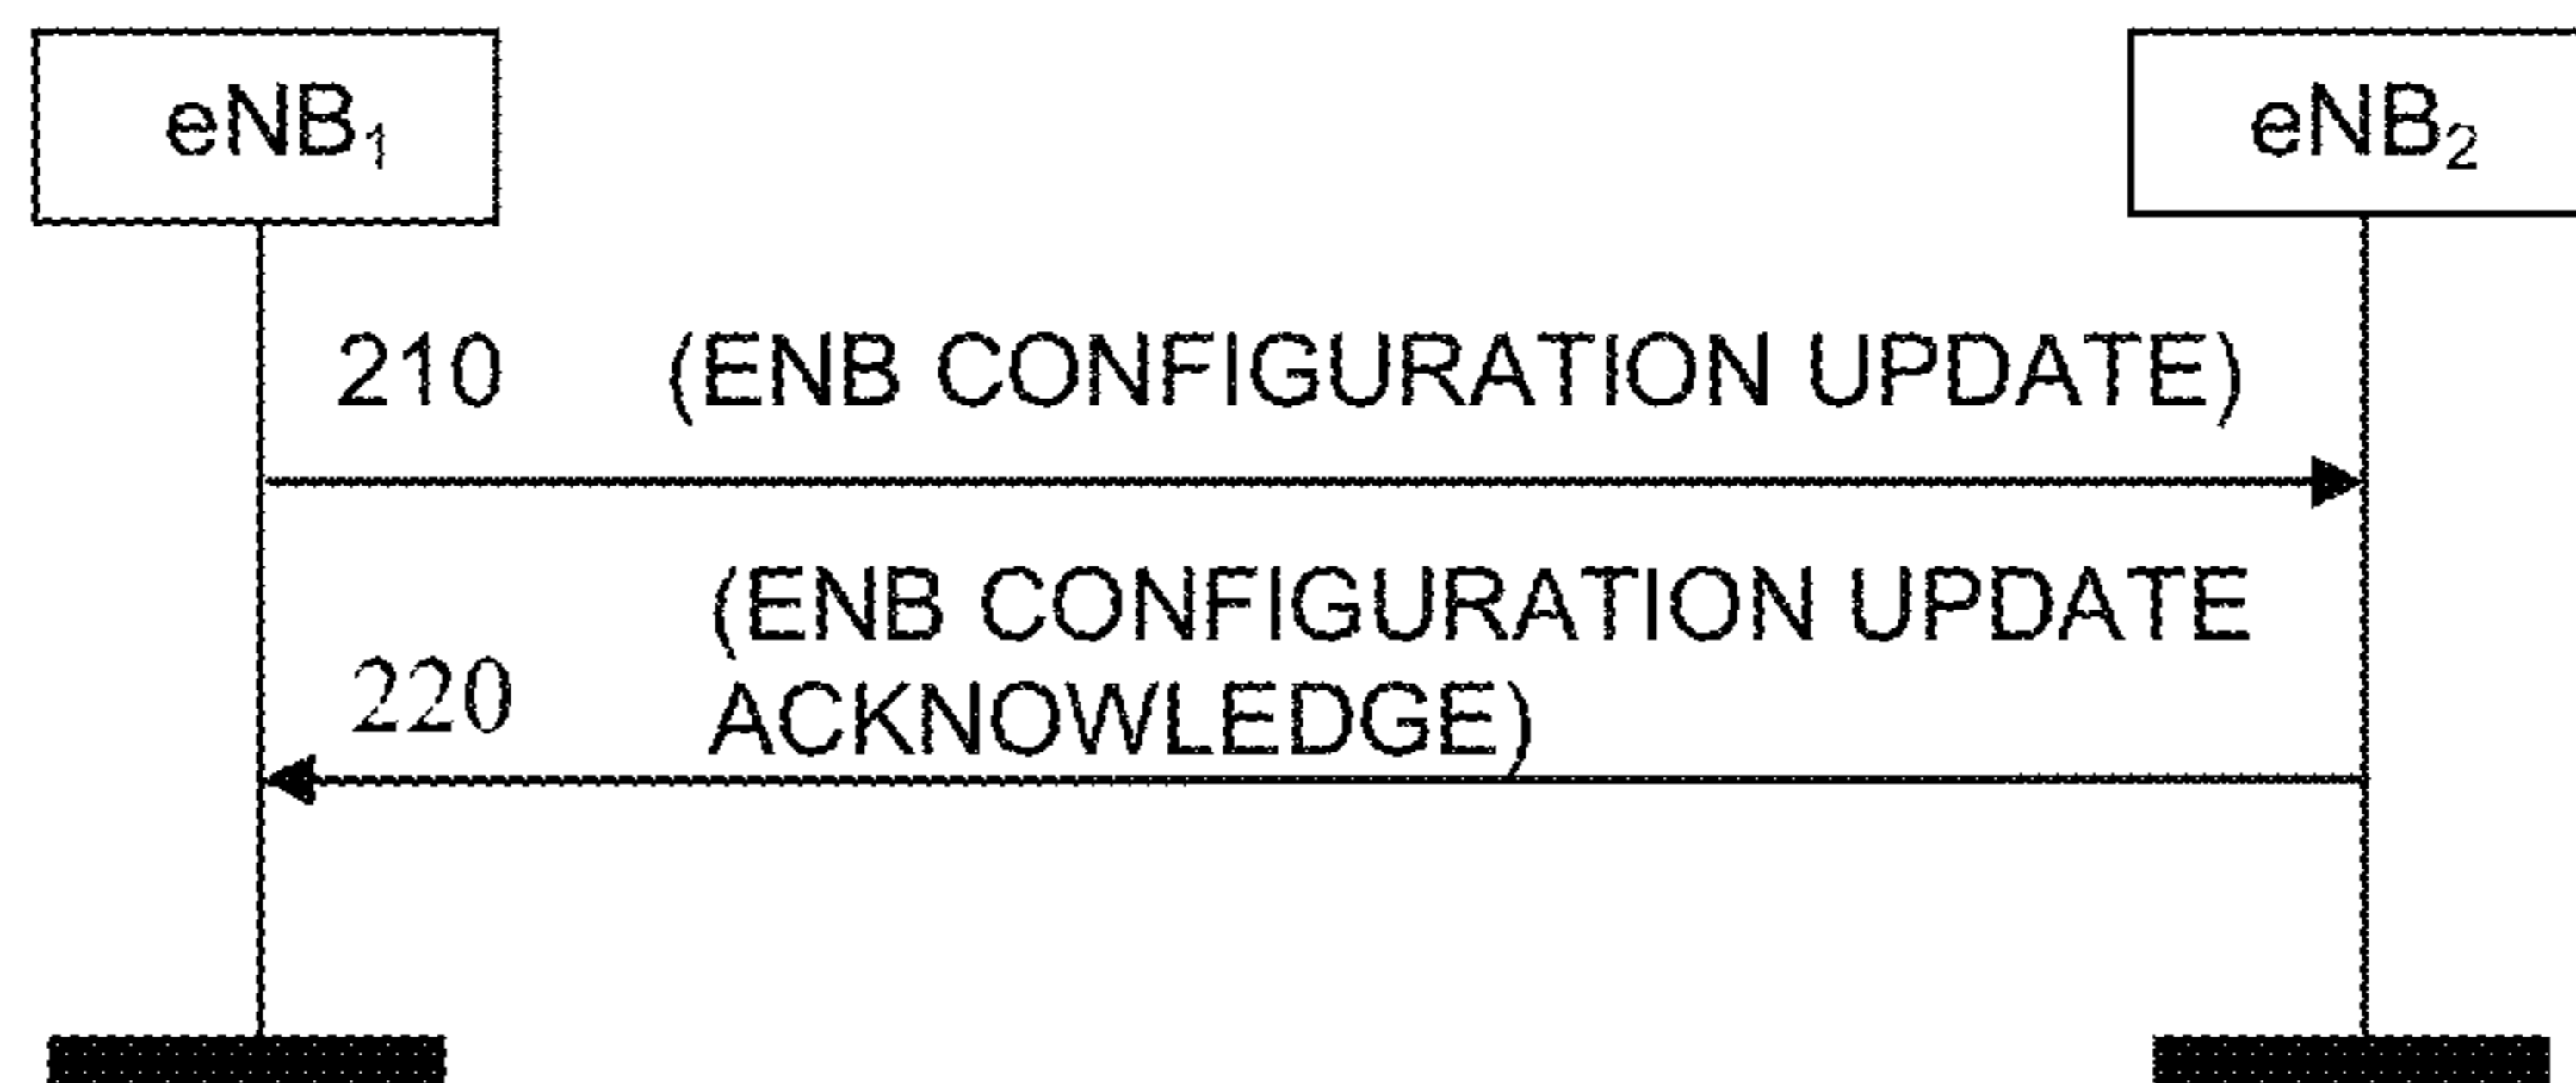 eNB₁
eNB₂
210 (ENB CONFIGURATION UPDATE)
(ENB CONFIGURATION UPDATE
220 ACKNOWLEDGE)